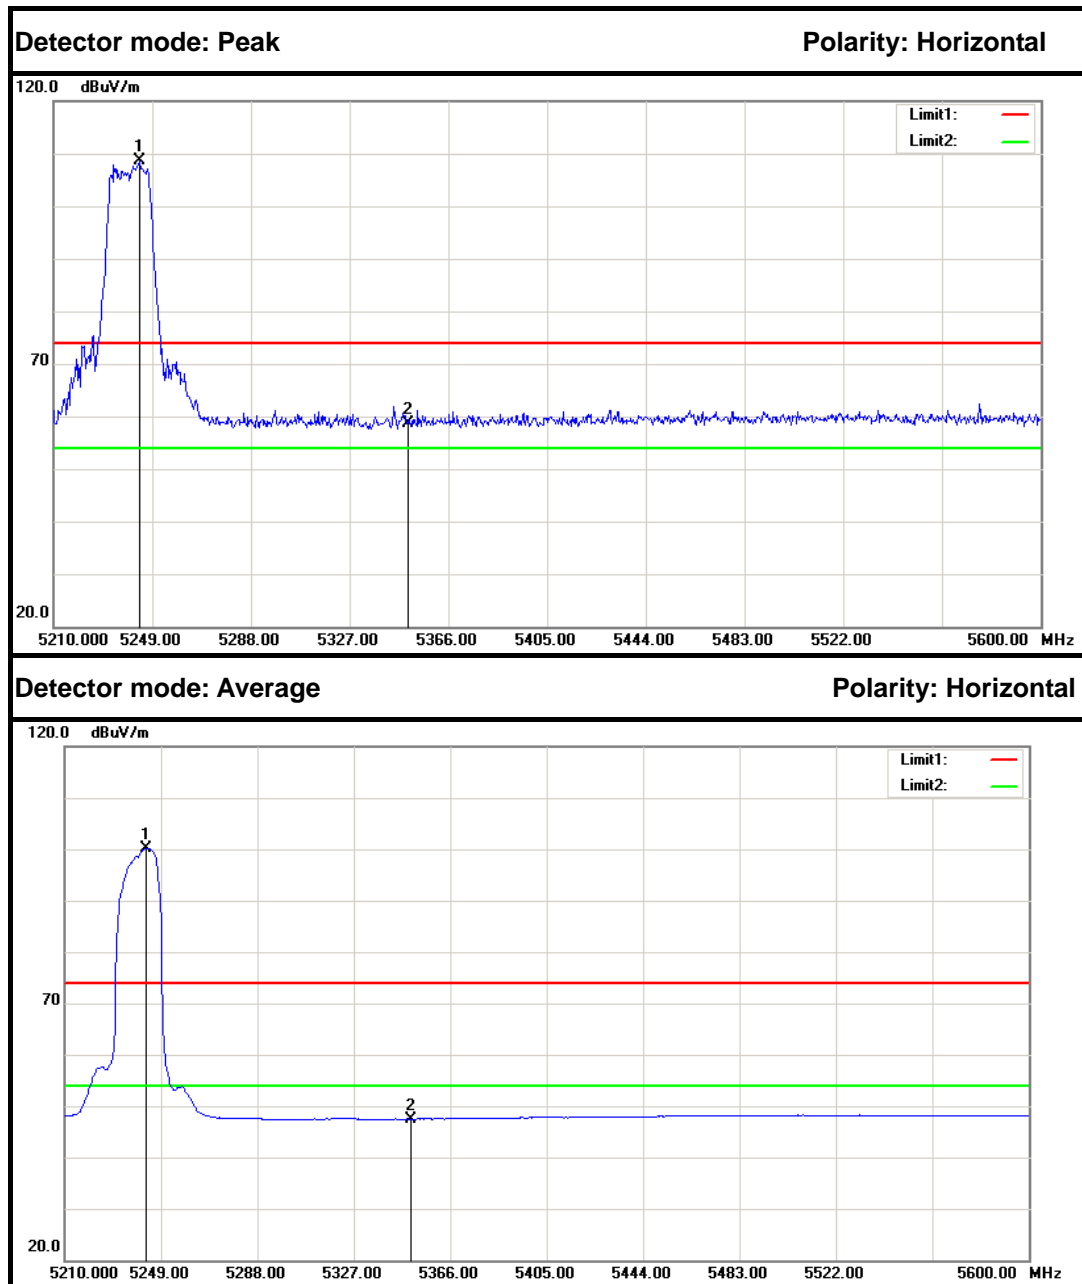 Detector mode: Peak Polarity: Horizontal
120.0 dBuV/m
Limit1:
Limit2:
1
70
2
20.0
5210.000 5249.00 5288.00 5327.00 5366.00 5405.00 5444.00 5483.00 5522.00 5600.00 MHz
Detector mode: Average Polarity: Horizontal
120.0 dBuV/m
Limit1:
Limit2:
1
70
2
20.0
5210.000 5249.00 5288.00 5327.00 5366.00 5405.00 5444.00 5483.00 5522.00 5600.00 MHz